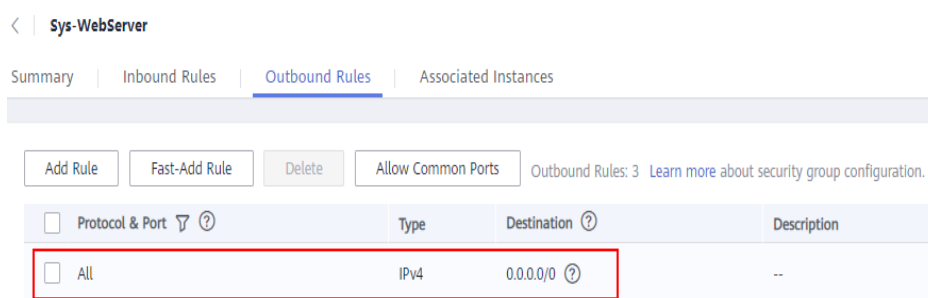 Sys-WebServer
Summary Inbound Rules Outbound Rules Associated Instances
Add Rule Fast-Add Rule Delete Allow Common Ports Outbound Rules: 3 Learn more about security group configuration.
Protocol & Port Type Destination Description
All IPv4 0.0.0.0/0 --